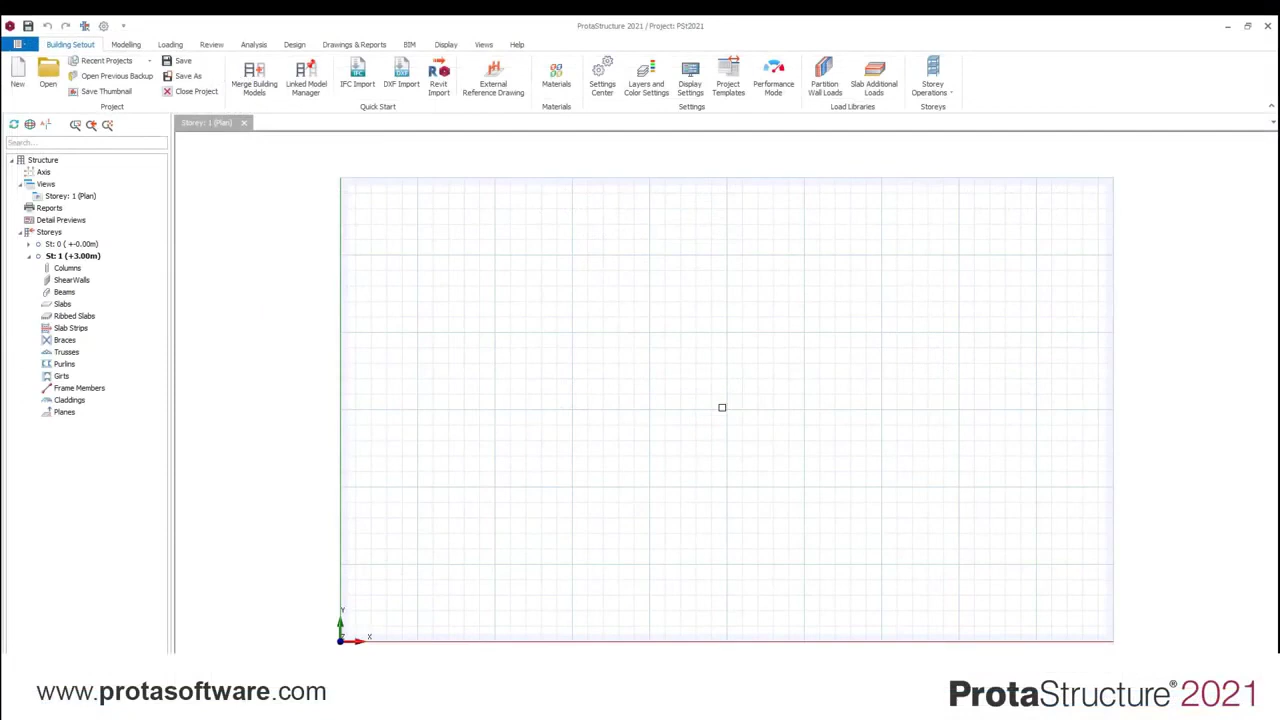 ProtaStructure 2021 / Project: PSt2021
Building Setout Modelling Loading Review Analysis Design Drawings & Reports BIM Display Views Help
New
Open
Recent Projects
Open Previous Backup
Save Thumbnail
Save
Save As
Close Project
Project
Merge Building Models
Linked Model Manager
IFC Import
DXF Import
Revit Import
External Reference Drawing
Quick Start
Materials
Materials
Settings Center
Layers and Color Settings
Display Settings
Project Templates
Performance Mode
Settings
Partition Wall Loads
Slab Additional Loads
Load Libraries
Storey Operations
Storeys
Storey: 1 (Plan)
Search...
Structure
Axis
Views
Storey: 1 (Plan)
Reports
Detail Previews
Storeys
St: 0 ( +-0.00m)
St: 1 (+3.00m)
Columns
ShearWalls
Beams
Slabs
Ribbed Slabs
Slab Strips
Braces
Trusses
Purlins
Girts
Frame Members
Claddings
Planes
Y
Z
X
www.protasoftware.com
ProtaStructure® 2021